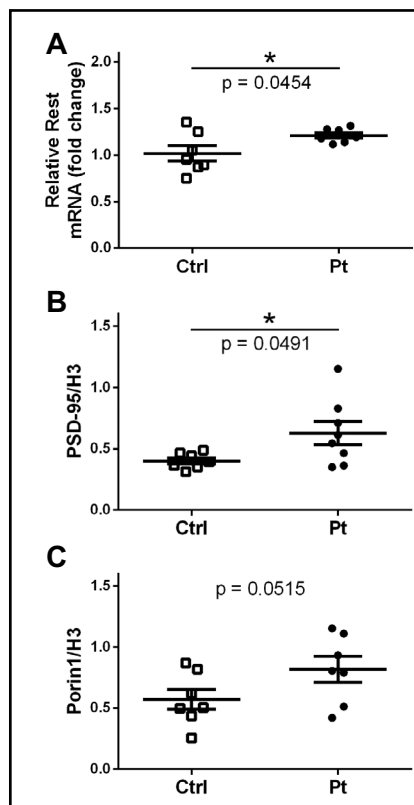 A
Relative Rest
mRNA (fold change)
2.0
1.5
1.0
0.5
0.0
*
p = 0.0454
Ctrl
Pt
B
PSD-95/H3
1.5
1.0
0.5
0.0
*
p = 0.0491
Ctrl
Pt
C
Porin1/H3
1.5
1.0
0.5
0.0
p = 0.0515
Ctrl
Pt